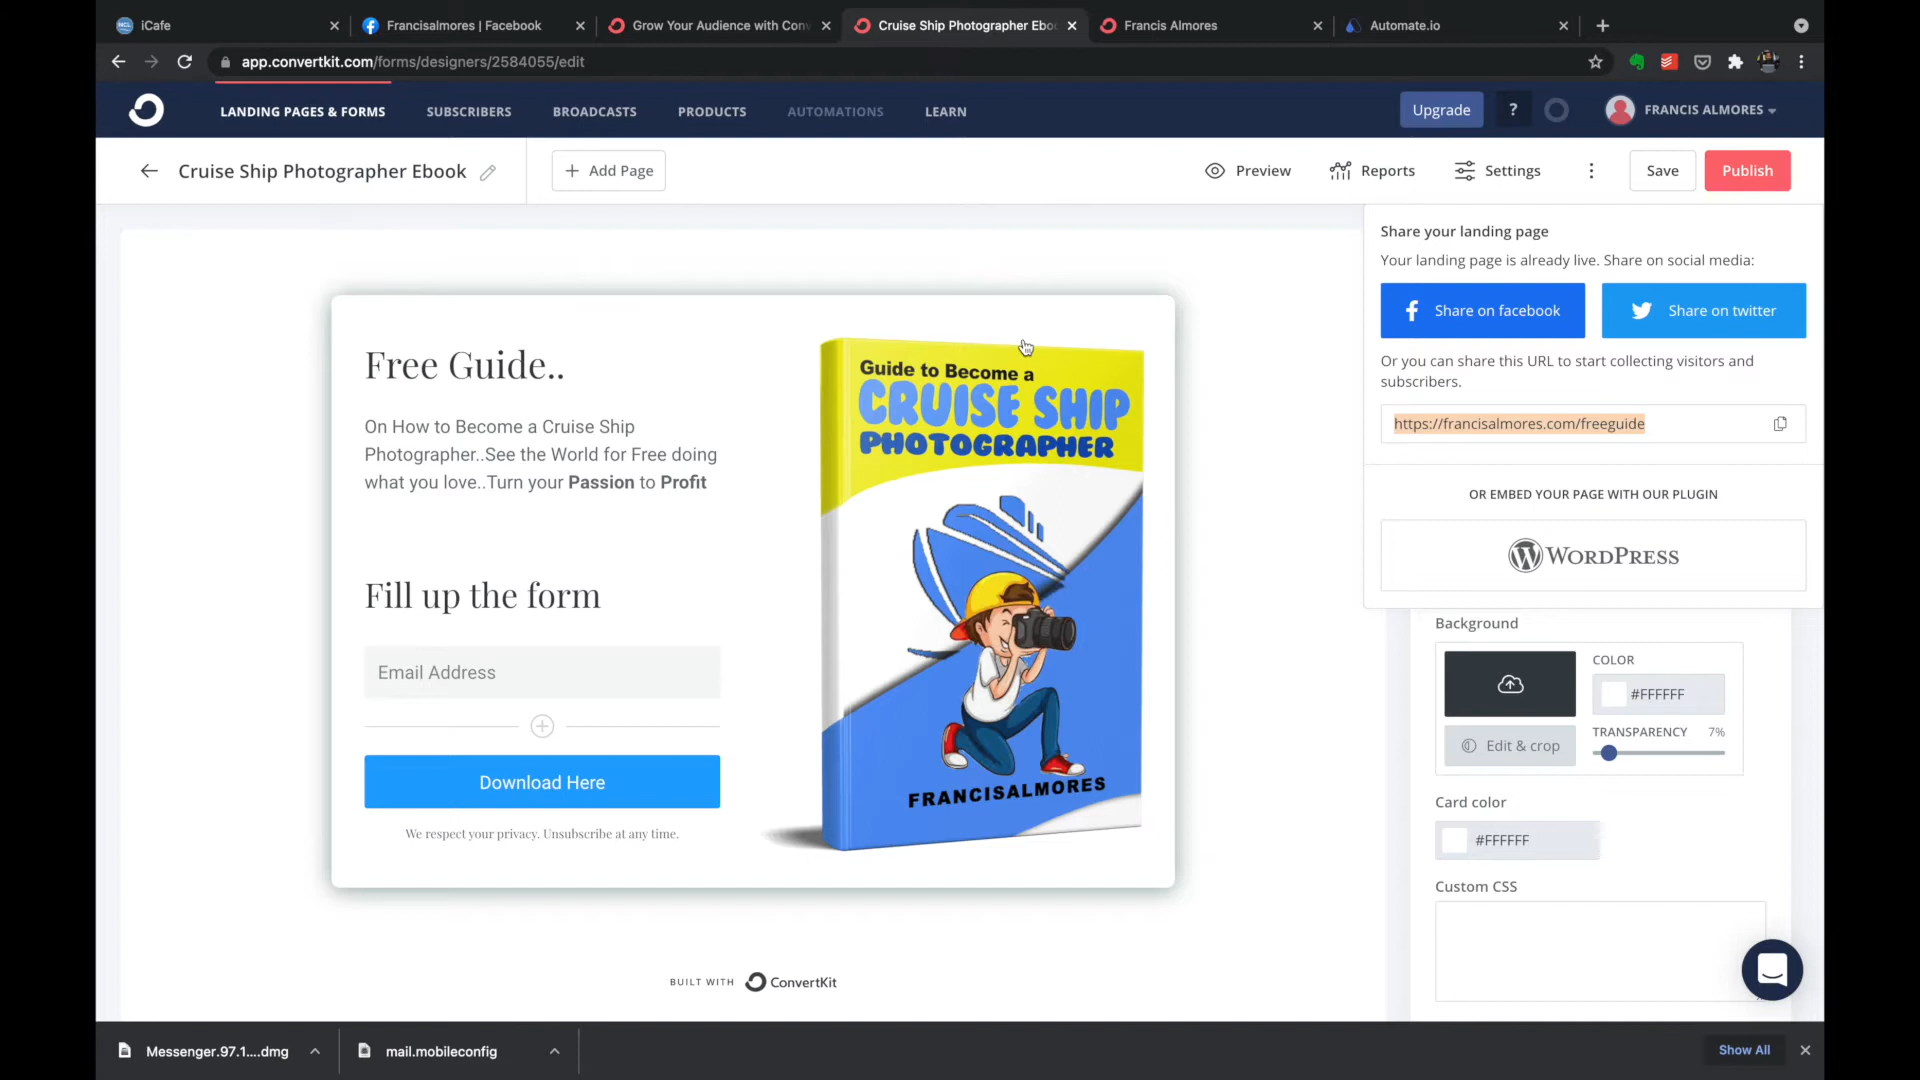 iCafe
Francisalmores | Facebook
Grow Your Audience with Conv
Cruise Ship Photographer Eboo
Francis Almores
Automate.io
app.convertkit.com/forms/designers/2584055/edit
LANDING PAGES & FORMS
SUBSCRIBERS
BROADCASTS
PRODUCTS
AUTOMATIONS
LEARN
Upgrade
?
FRANCIS ALMORES
Cruise Ship Photographer Ebook
Add Page
Preview
Reports
Settings
Save
Publish
Share your landing page
Your landing page is already live. Share on social media:
Share on facebook
Share on twitter
Or you can share this URL to start collecting visitors and
subscribers.
https://francisalmores.com/freeguide
OR EMBED YOUR PAGE WITH OUR PLUGIN
WORDPRESS
Free Guide..
On How to Become a Cruise Ship
Photographer..See the World for Free doing
what you love..Turn your Passion to Profit
Fill up the form
Email Address
Download Here
We respect your privacy. Unsubscribe at any time.
Guide to Become a
CRUISE SHIP
PHOTOGRAPHER
FRANCISALMORES
BUILT WITH ConvertKit
Background
COLOR
#FFFFFF
Edit & crop
TRANSPARENCY 7%
Card color
#FFFFFF
Custom CSS
Messenger.97.1....dmg
mail.mobileconfig
Show All